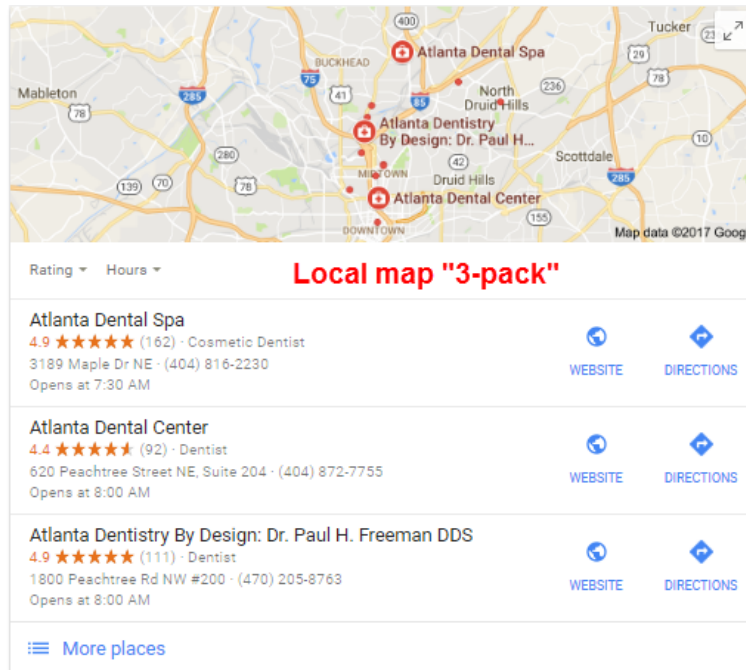 400
Tucker
Atlanta Dental Spa
29
BUCKHEAD
75
78
Mableton
285
41
85
North
Druid Hills
236
78
Atlanta Dentistry
By Design: Dr. Paul H...
10
280
42
Scottdale
MIDTOWN
Druid Hills
285
139
70
78
Atlanta Dental Center
155
DOWNTOWN
Map data ©2017 Goog
Rating Hours
Local map "3-pack"
Atlanta Dental Spa
4.9 ★★★★★ (162) · Cosmetic Dentist
3189 Maple Dr NE · (404) 816-2230
Opens at 7:30 AM
WEBSITE DIRECTIONS
Atlanta Dental Center
4.4 (92) · Dentist
620 Peachtree Street NE, Suite 204 · (404) 872-7755
Opens at 8:00 AM
WEBSITE DIRECTIONS
Atlanta Dentistry By Design: Dr. Paul H. Freeman DDS
4.9 ★★★★★ (111) · Dentist
1800 Peachtree Rd NW #200 · (470) 205-8763
Opens at 8:00 AM
WEBSITE DIRECTIONS
More places